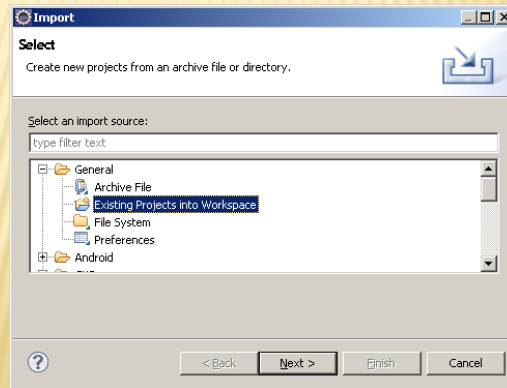 Import
Select
Create new projects from an archive file or directory.
Select an import source:
type filter text
General
Archive File
Existing Projects into Workspace
File System
Preferences
Android
?
< Back Next > Finish Cancel